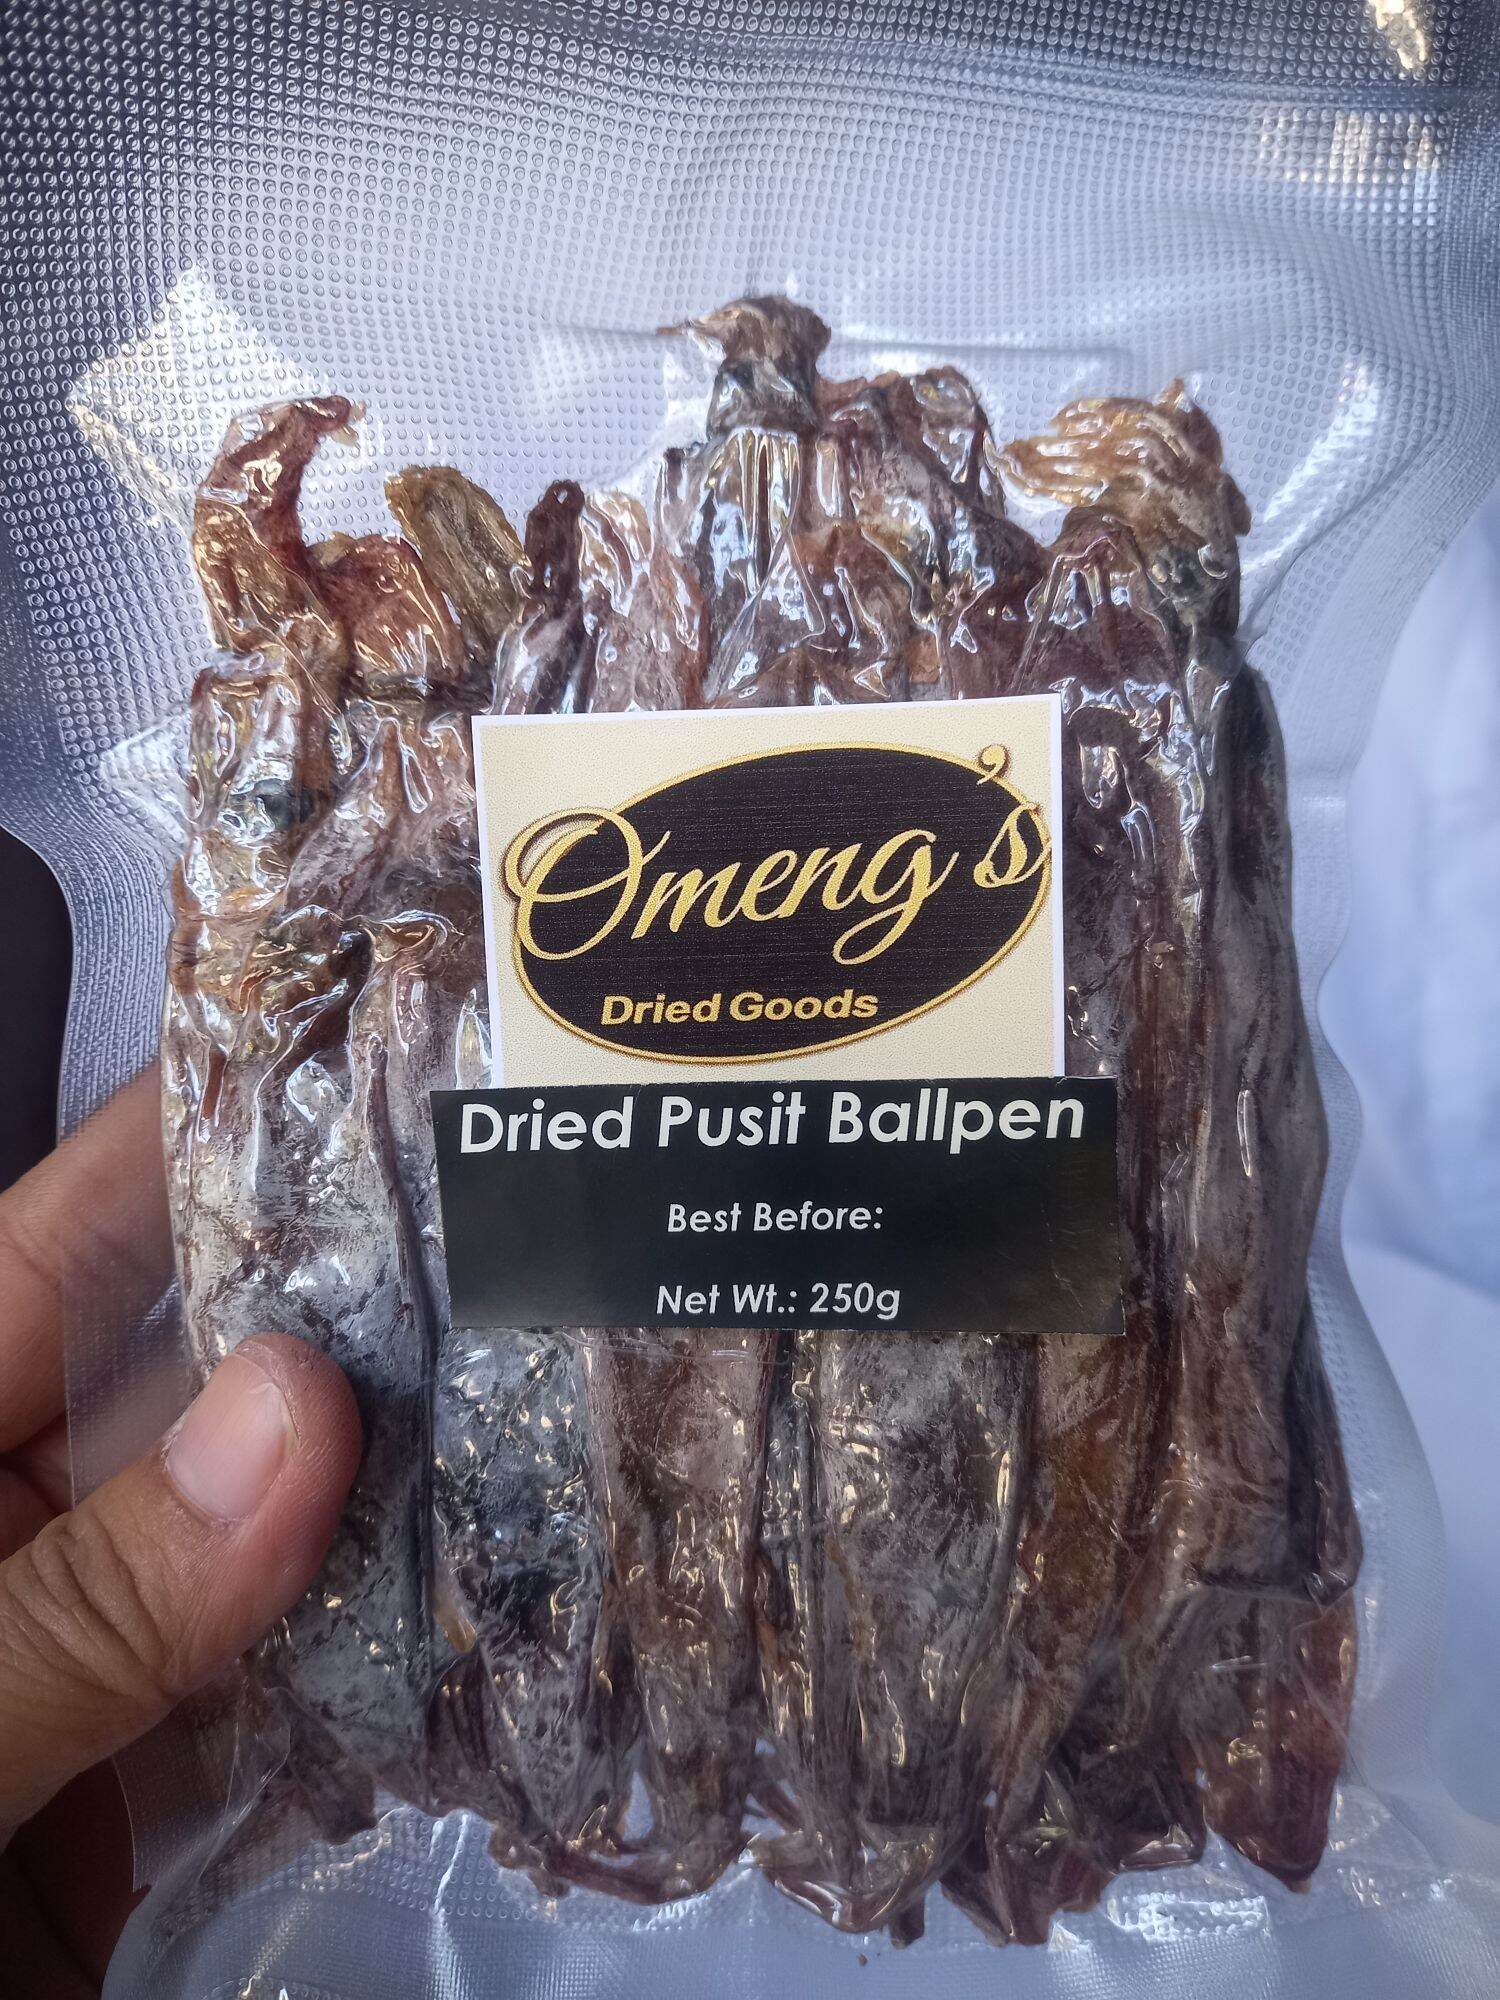 Omeng's
Dried Goods
Dried Pusit Ballpen
Best Before:
Net Wt.: 250g